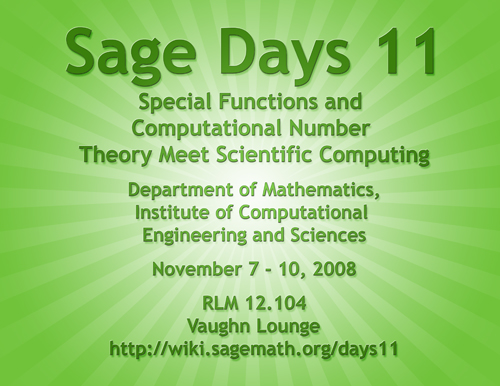 Sage Days 11
Special Functions and
Computational Number
Theory Meet Scientific Computing
Department of Mathematics,
Institute of Computational
Engineering and Sciences
November 7 - 10, 2008
RLM 12.104
Vaughn Lounge
http://wiki.sagemath.org/days11